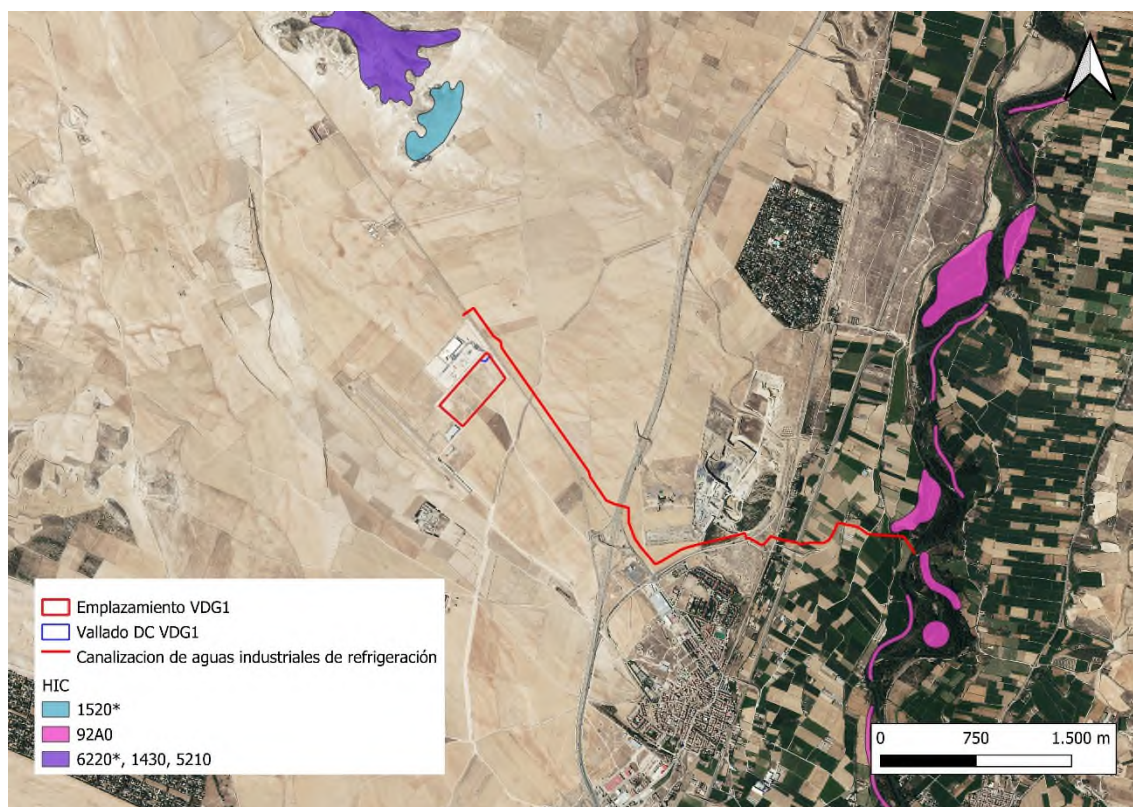 Emplazamiento VDG1
Vallado DC VDG1
Canalizacion de aguas industriales de refrigeración
HIC
1520*
92A0
6220*, 1430, 5210
0 750 1.500 m